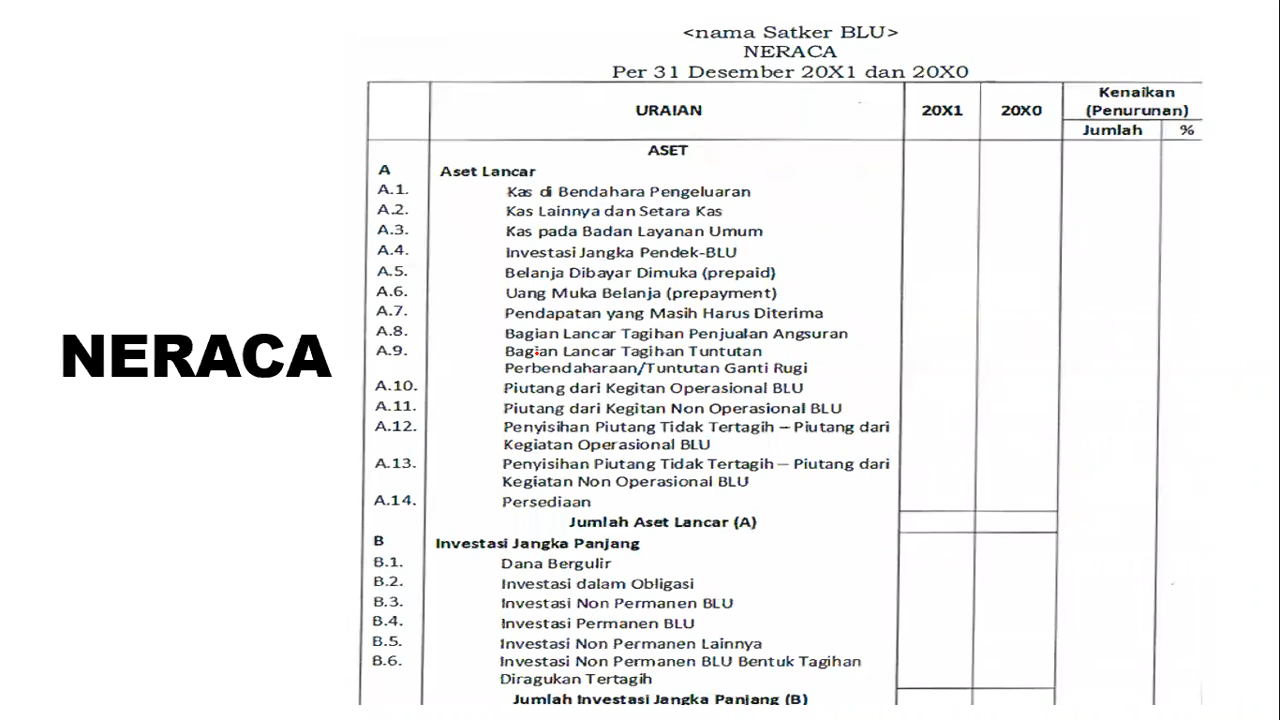 <nama Satker BLU>
NERACA
Per 31 Desember 20X1 dan 20X0
URAIAN 20X1 20X0 Kenaikan (Penurunan)
Jumlah %
ASET
A Aset Lancar
A.1. Kas di Bendahara Pengeluaran
A.2. Kas Lainnya dan Setara Kas
A.3. Kas pada Badan Layanan Umum
A.4. Investasi Jangka Pendek-BLU
A.5. Belanja Dibayar Dimuka (prepaid)
A.6. Uang Muka Belanja (prepayment)
A.7. Pendapatan yang Masih Harus Diterima
A.8. Bagian Lancar Tagihan Penjualan Angsuran
A.9. Bagian Lancar Tagihan Tuntutan
Perbendaharaan/Tuntutan Ganti Rugi
A.10. Piutang dari Kegitan Operasional BLU
A.11. Piutang dari Kegitan Non Operasional BLU
A.12. Penyisihan Piutang Tidak Tertagih – Piutang dari
Kegiatan Operasional BLU
A.13. Penyisihan Piutang Tidak Tertagih – Piutang dari
Kegiatan Non Operasional BLU
A.14. Persediaan
Jumlah Aset Lancar (A)
B Investasi Jangka Panjang
B.1. Dana Bergulir
B.2. Investasi dalam Obligasi
B.3. Investasi Non Permanen BLU
B.4. Investasi Permanen BLU
B.5. Investasi Non Permanen Lainnya
B.6. Investasi Non Permanen BLU Bentuk Tagihan
Diragukan Tertagih
Jumlah Investasi Jangka Panjang (B)
NERACA